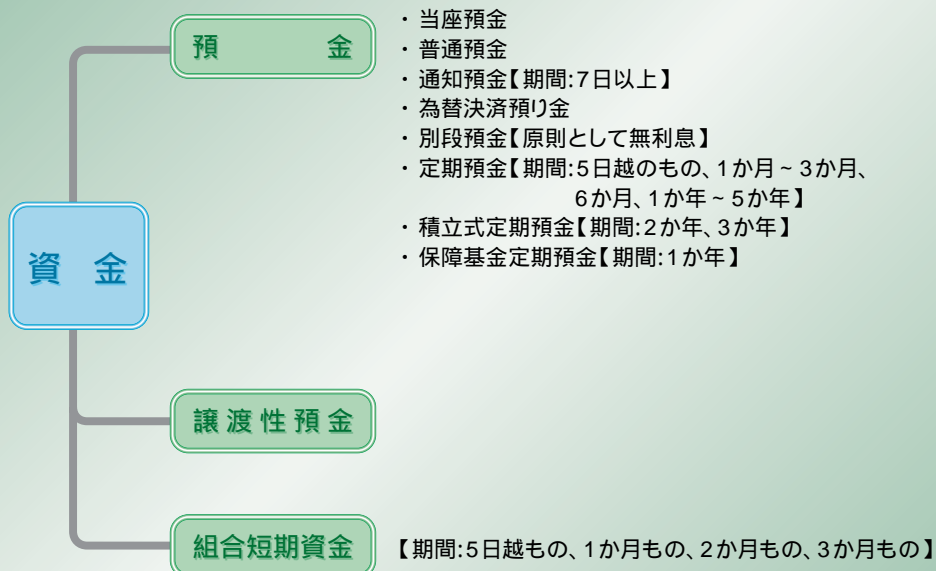 資 金
預 金
・ 当座預金
・ 普通預金
・ 通知預金【期間:7日以上】
・ 為替決済預り金
・ 別段預金【原則として無利息】
・ 定期預金【期間:5日越のもの、1か月~3か月、
6か月、1か年~5か年】
・ 積立式定期預金【期間:2か年、3か年】
・ 保障基金定期預金【期間:1か年】
譲渡性預金
組合短期資金
【期間:5日越もの、1か月もの、2か月もの、3か月もの】